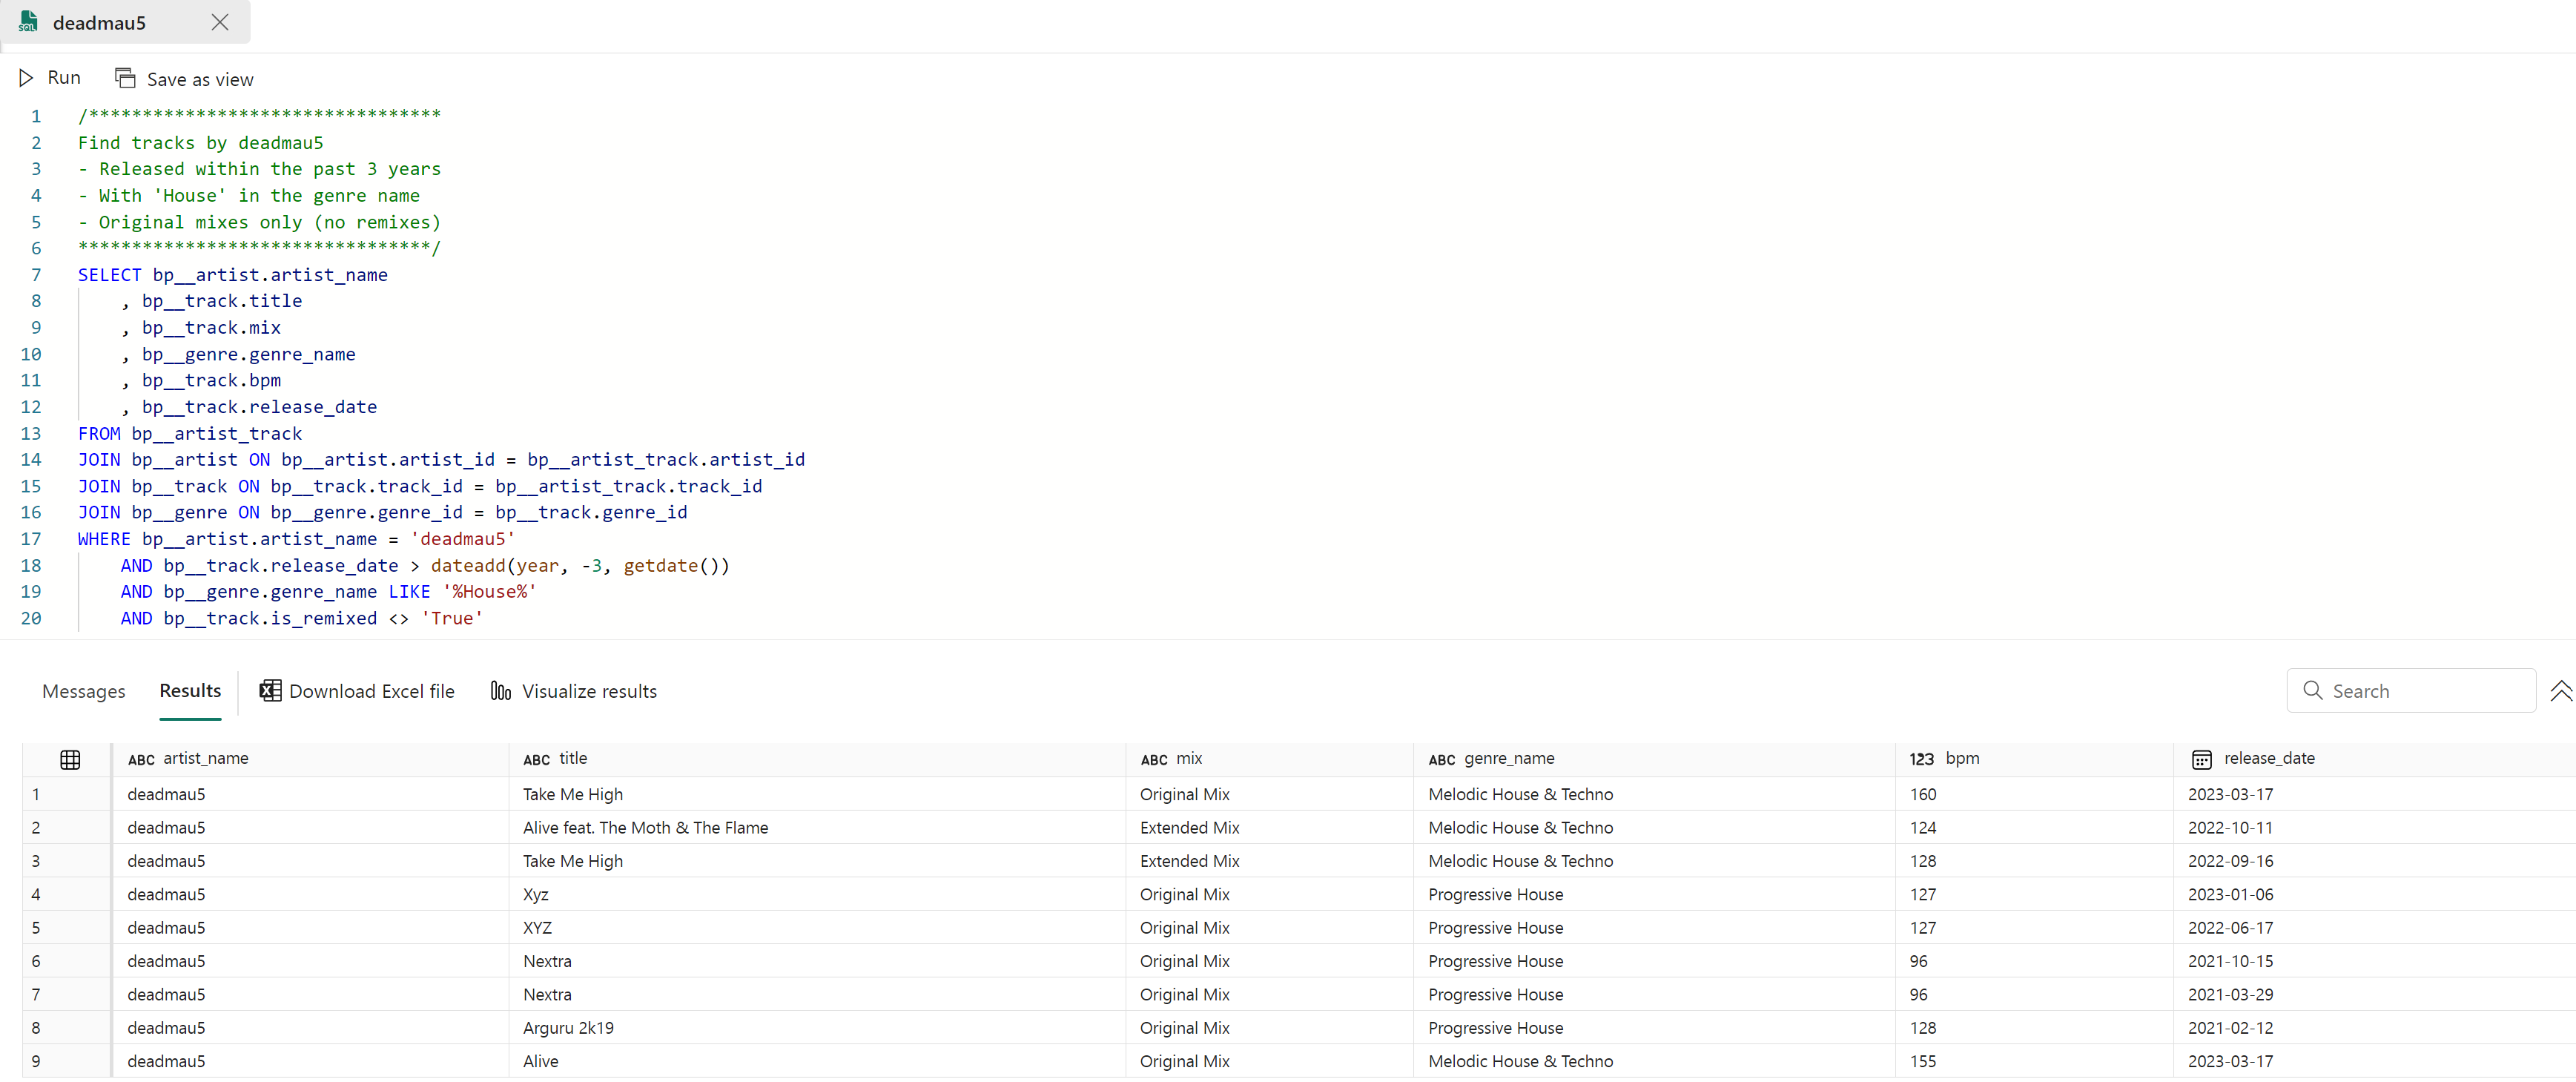 SQL deadmau5
Run Save as view
1 /*********************************
2 Find tracks by deadmau5
3 - Released within the past 3 years
4 - With 'House' in the genre name
5 - Original mixes only (no remixes)
6 *********************************/
7 SELECT bp__artist.artist_name
8 , bp__track.title
9 , bp__track.mix
10 , bp__genre.genre_name
11 , bp__track.bpm
12 , bp__track.release_date
13 FROM bp__artist_track
14 JOIN bp__artist ON bp__artist.artist_id = bp__artist_track.artist_id
15 JOIN bp__track ON bp__track.track_id = bp__artist_track.track_id
16 JOIN bp__genre ON bp__genre.genre_id = bp__track.genre_id
17 WHERE bp__artist.artist_name = 'deadmau5'
18 AND bp__track.release_date > dateadd(year, -3, getdate())
19 AND bp__genre.genre_name LIKE '%House%'
20 AND bp__track.is_remixed <> 'True'
Messages Results Download Excel file Visualize results Search
ABC artist_name ABC title ABC mix ABC genre_name 123 bpm release_date
1 deadmau5 Take Me High Original Mix Melodic House & Techno 160 2023-03-17
2 deadmau5 Alive feat. The Moth & The Flame Extended Mix Melodic House & Techno 124 2022-10-11
3 deadmau5 Take Me High Extended Mix Melodic House & Techno 128 2022-09-16
4 deadmau5 Xyz Original Mix Progressive House 127 2023-01-06
5 deadmau5 XYZ Original Mix Progressive House 127 2022-06-17
6 deadmau5 Nextra Original Mix Progressive House 96 2021-10-15
7 deadmau5 Nextra Original Mix Progressive House 96 2021-03-29
8 deadmau5 Arguru 2k19 Original Mix Progressive House 128 2021-02-12
9 deadmau5 Alive Original Mix Melodic House & Techno 155 2023-03-17